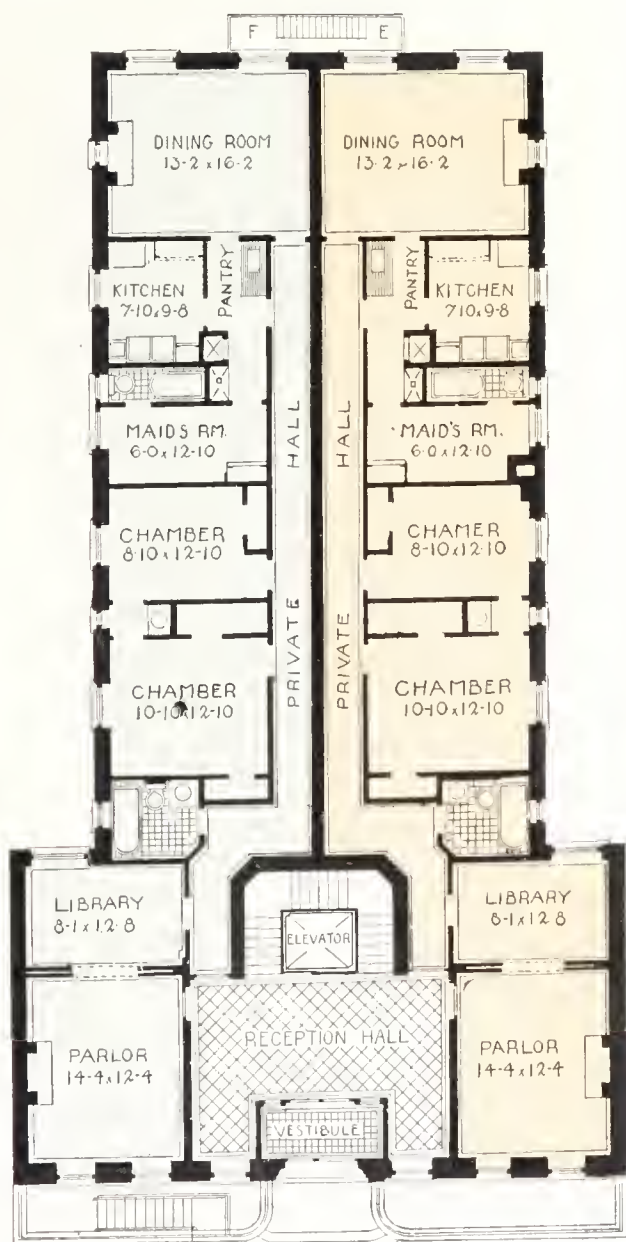 F E
DINING ROOM
13-2 x 16-2
DINING ROOM
13-2 x 16-2
KITCHEN
7-10 x 9-8
PANTRY
HALL
PRIVATE
HALL
PRIVATE
PANTRY
KITCHEN
7-10 x 9-8
MAIDS RM.
6-0 x 12-10
MAID'S RM.
6-0 x 12-10
CHAMBER
8-10 x 12-10
CHAMER
8-10 x 12-10
CHAMBER
10-10 x 12-10
CHAMBER
10-10 x 12-10
LIBRARY
8-1 x 12-8
ELEVATOR
LIBRARY
8-1 x 12-8
PARLOR
14-4 x 12-4
RECEPTION HALL
PARLOR
14-4 x 12-4
VESTIBULE